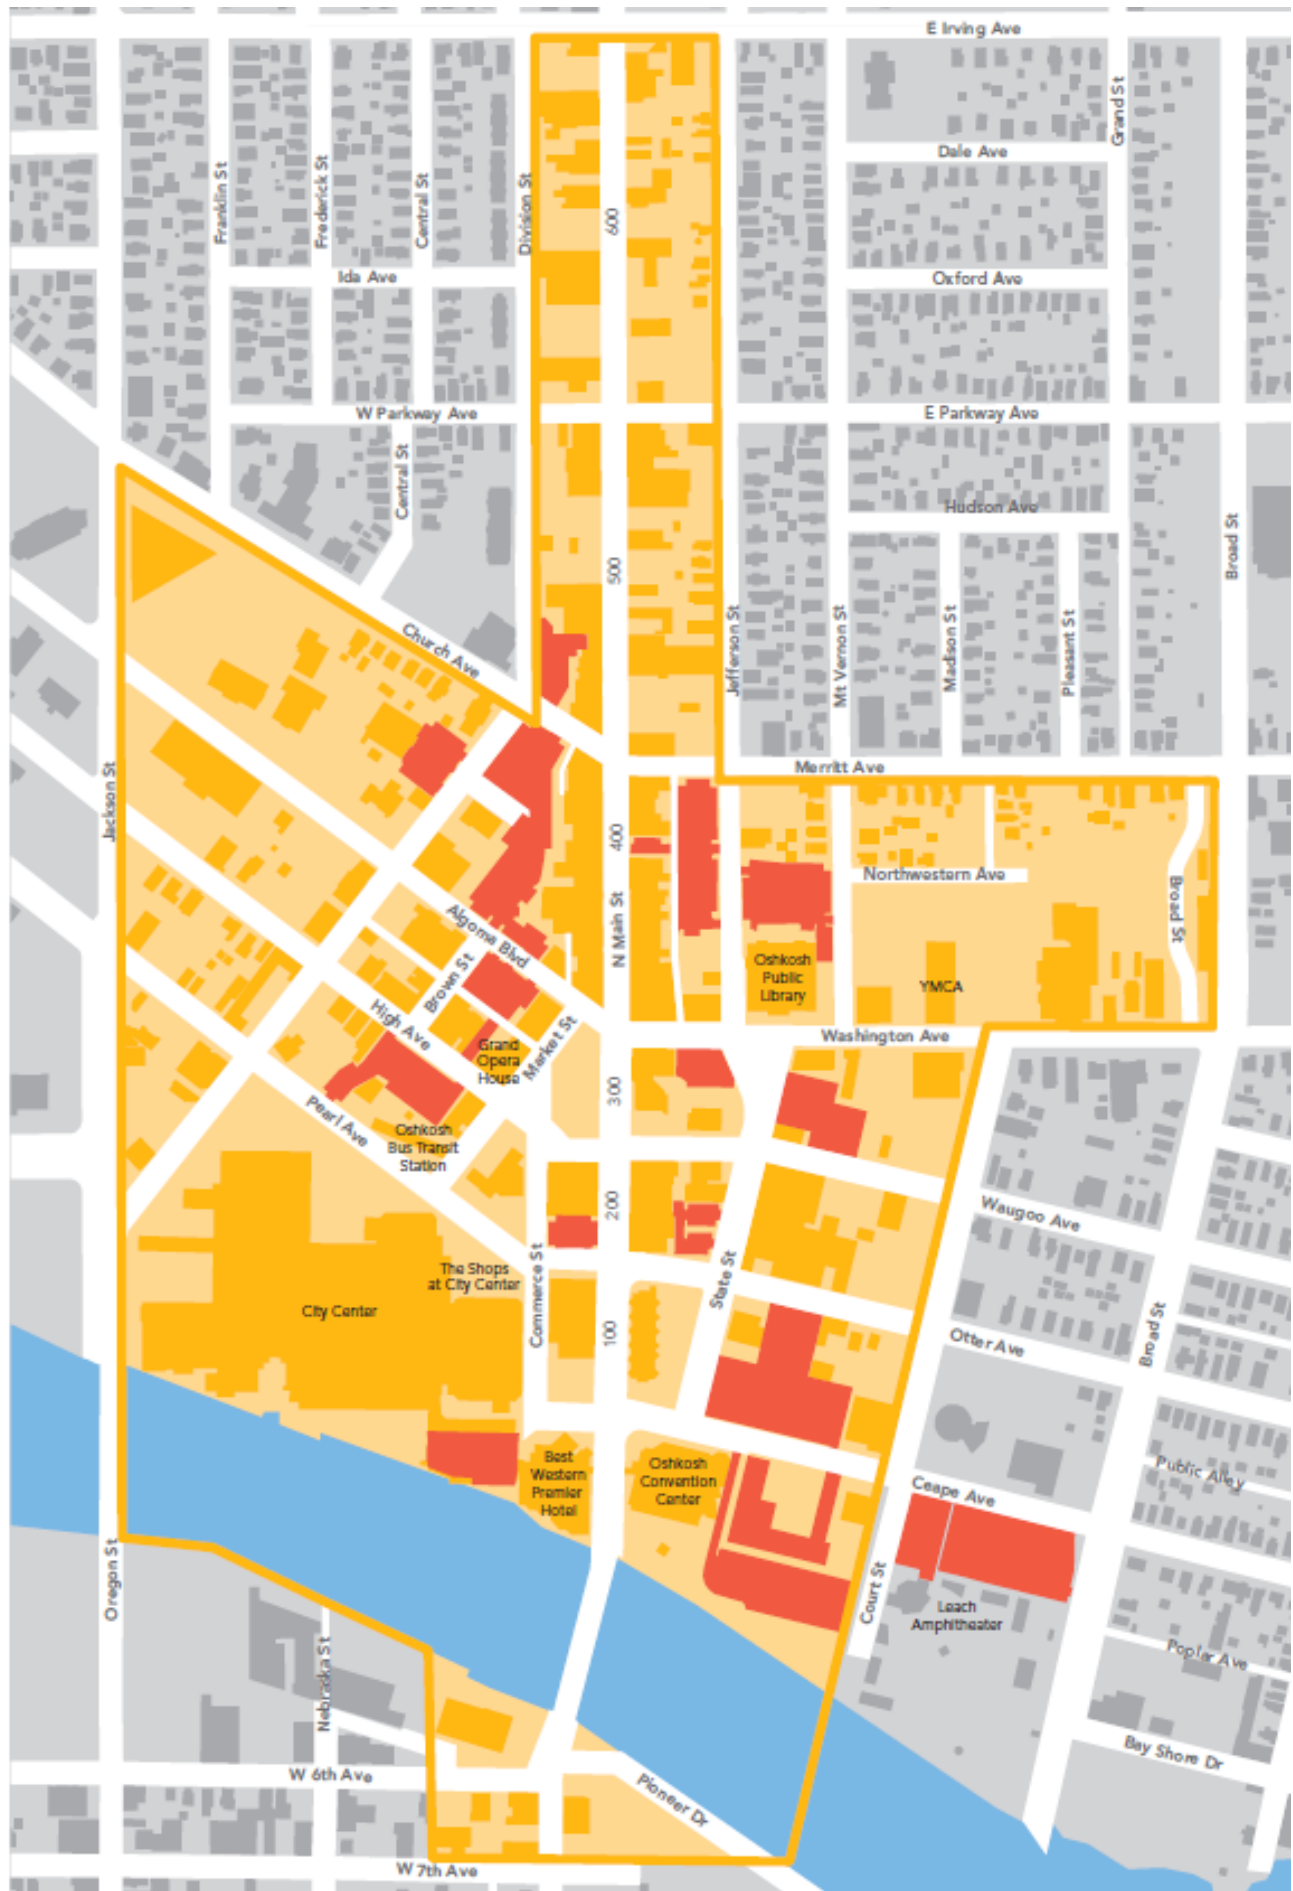 E Irving Ave
Grand St
Dale Ave
Franklin St
Frederick St
Central St
Division St
600
Ida Ave
Oxford Ave
W Parkway Ave
E Parkway Ave
Central St
Hudson Ave
Broad St
500
Church Ave
Jefferson St
Mt Vernon St
Madison St
Pleasant St
Merritt Ave
Jackson St
400
Northwestern Ave
Algoma Blvd
N Main St
Broad St
Brown St
Oshkosh
Public
Library
YMCA
High Ave
Market St
Washington Ave
Grand
Opera
House
300
Pearl Ave
Oshkosh
Bus Transit
Station
200
Waugoo Ave
The Shops
at City Center
City Center
Commerce St
State St
100
Otter Ave
Broad St
Best
Western
Premier
Hotel
Oshkosh
Convention
Center
Ceape Ave
Public Alley
Oregon St
Court St
Leach
Amphitheater
Nebraska St
Poplar Ave
Bay Shore Dr
W 6th Ave
Pioneer Dr
W 7th Ave